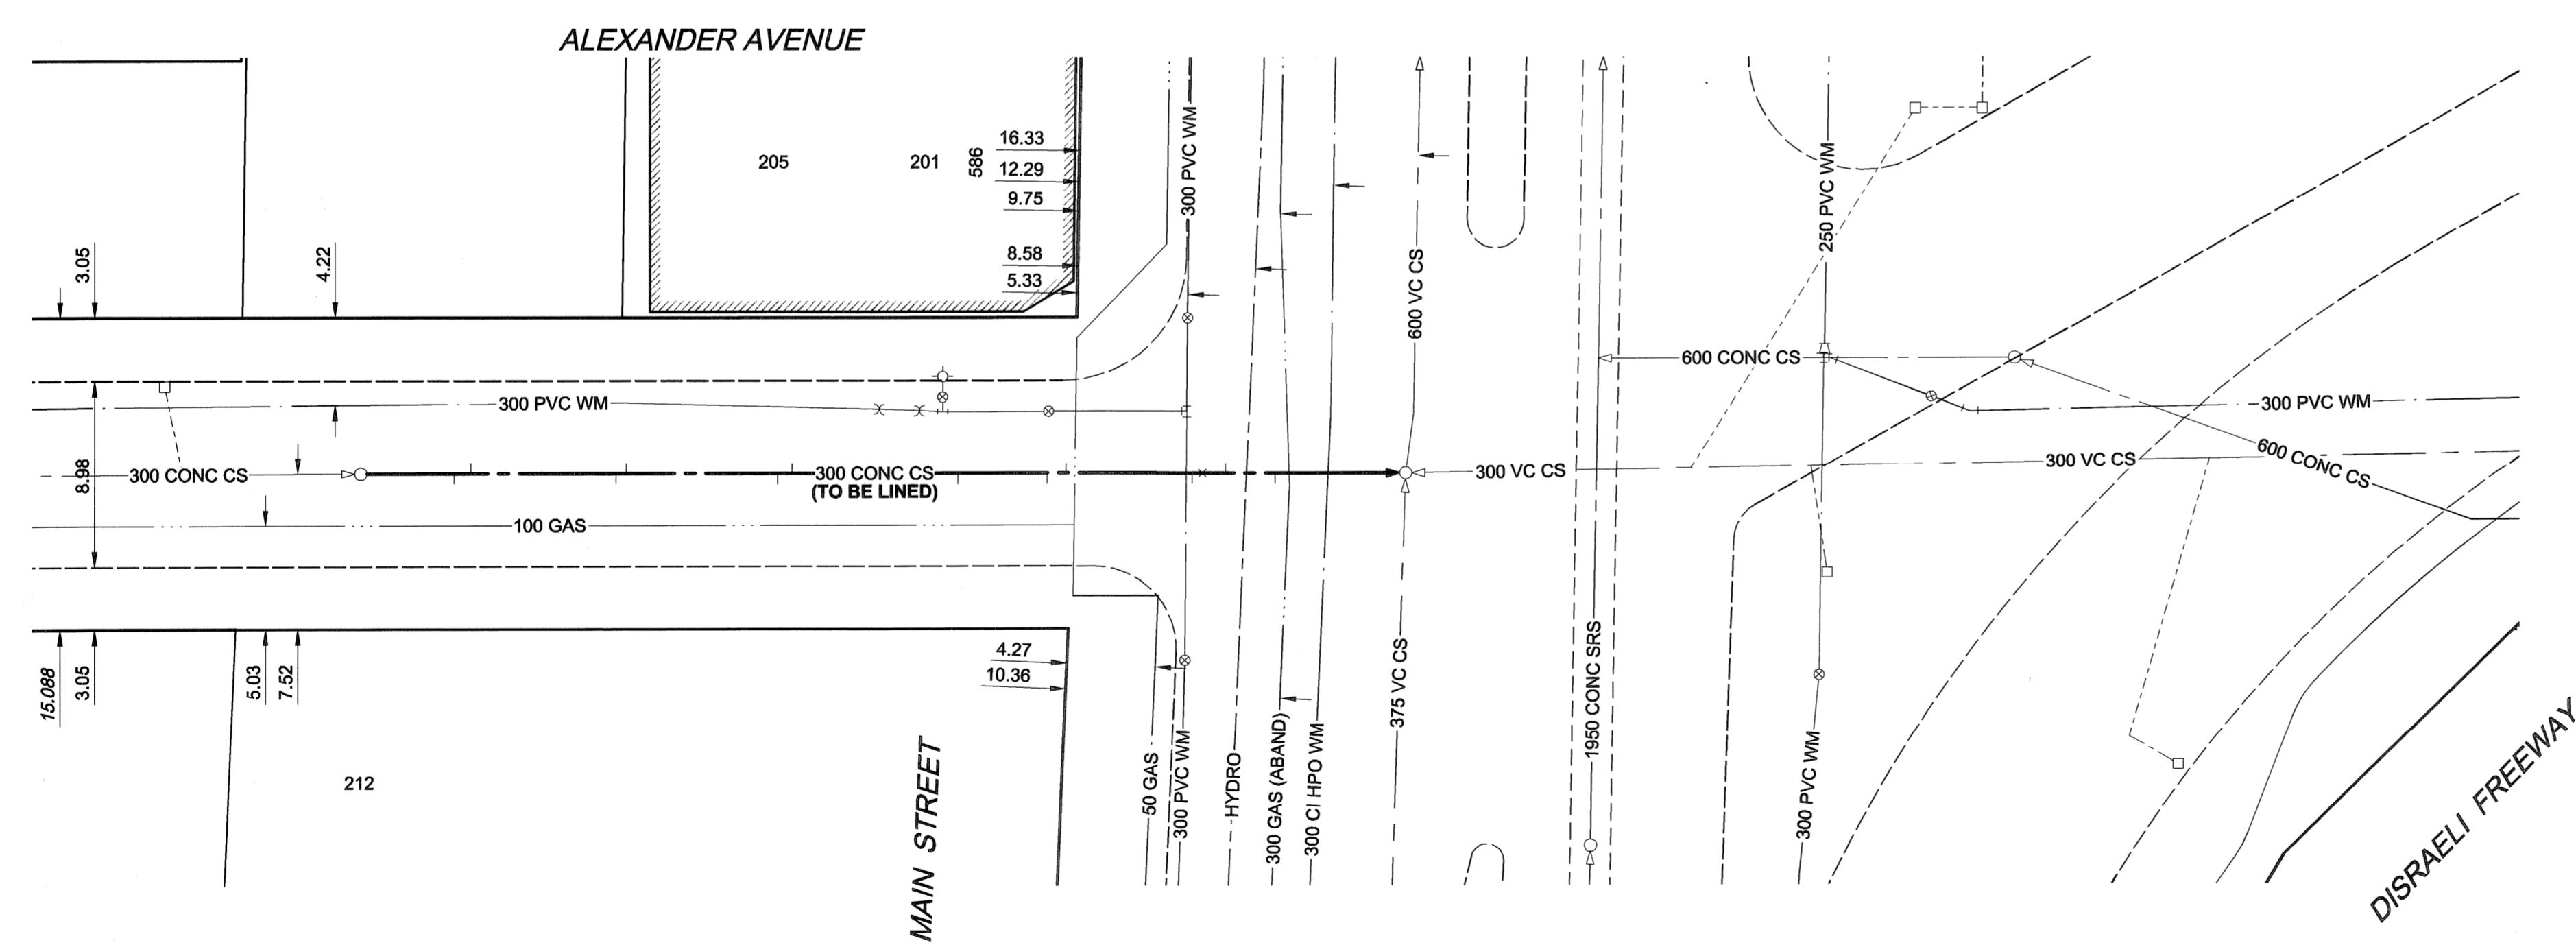 ALEXANDER AVENUE
205
201
586
16.33
12.29
9.75
8.58
5.33
3.05
4.22
300 PVC WM
600 VC CS
250 PVC WM
600 CONC CS
300 PVC WM
300 PVC WM
8.98
300 CONC CS
300 CONC CS
(TO BE LINED)
300 VC CS
300 VC CS
600 CONC CS
100 GAS
15.088
3.05
5.03
7.52
4.27
10.36
212
MAIN STREET
50 GAS
300 PVC WM
HYDRO
300 GAS (ABAND)
300 CI HPO WM
375 VC CS
1950 CONC SRS
300 PVC WM
DISRAELI FREEWAY